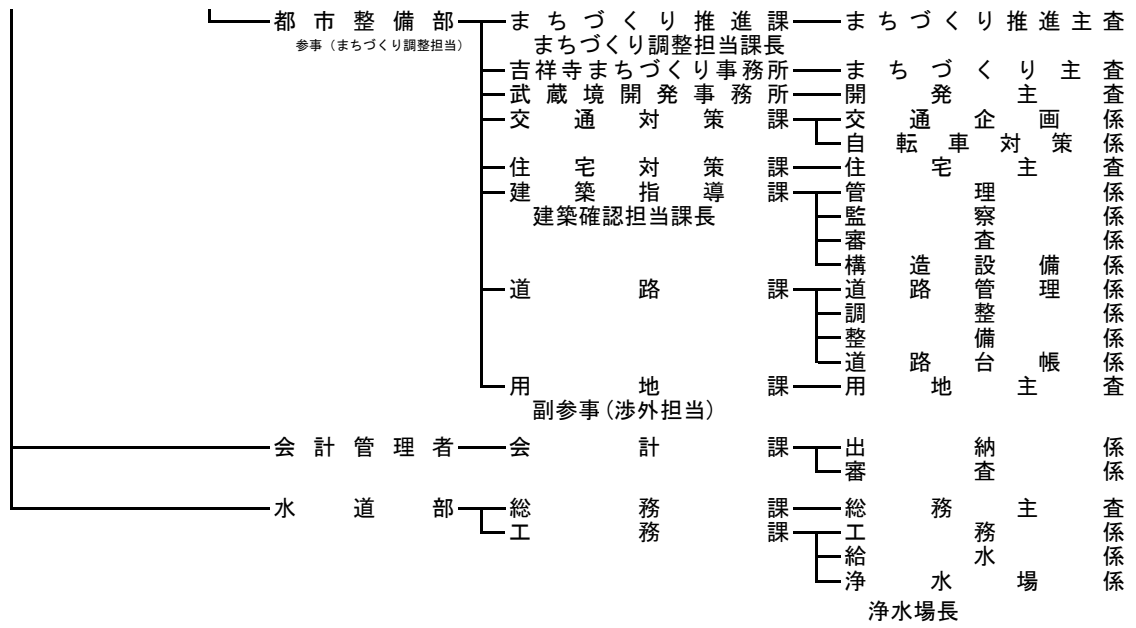 都市整備部 まちづくり推進課 まちづくり推進主査
参事（まちづくり調整担当） まちづくり調整担当課長
吉祥寺まちづくり事務所 まちづくり主査
武蔵境開発事務所 開発主査
交通対策課 交通企画係
自転車対策係
住宅対策課 住宅主査
建築指導課 管理係
建築確認担当課長 監察係
審査係
構造設備係
道路課 道路管理係
調整係
整備係
道路台帳係
用地課 用地主査
副参事(渉外担当)
会計管理者 会計課 出納係
審査係
水道部 総務課 総務主査
工務課 工務係
給水係
浄水場係
浄水場長